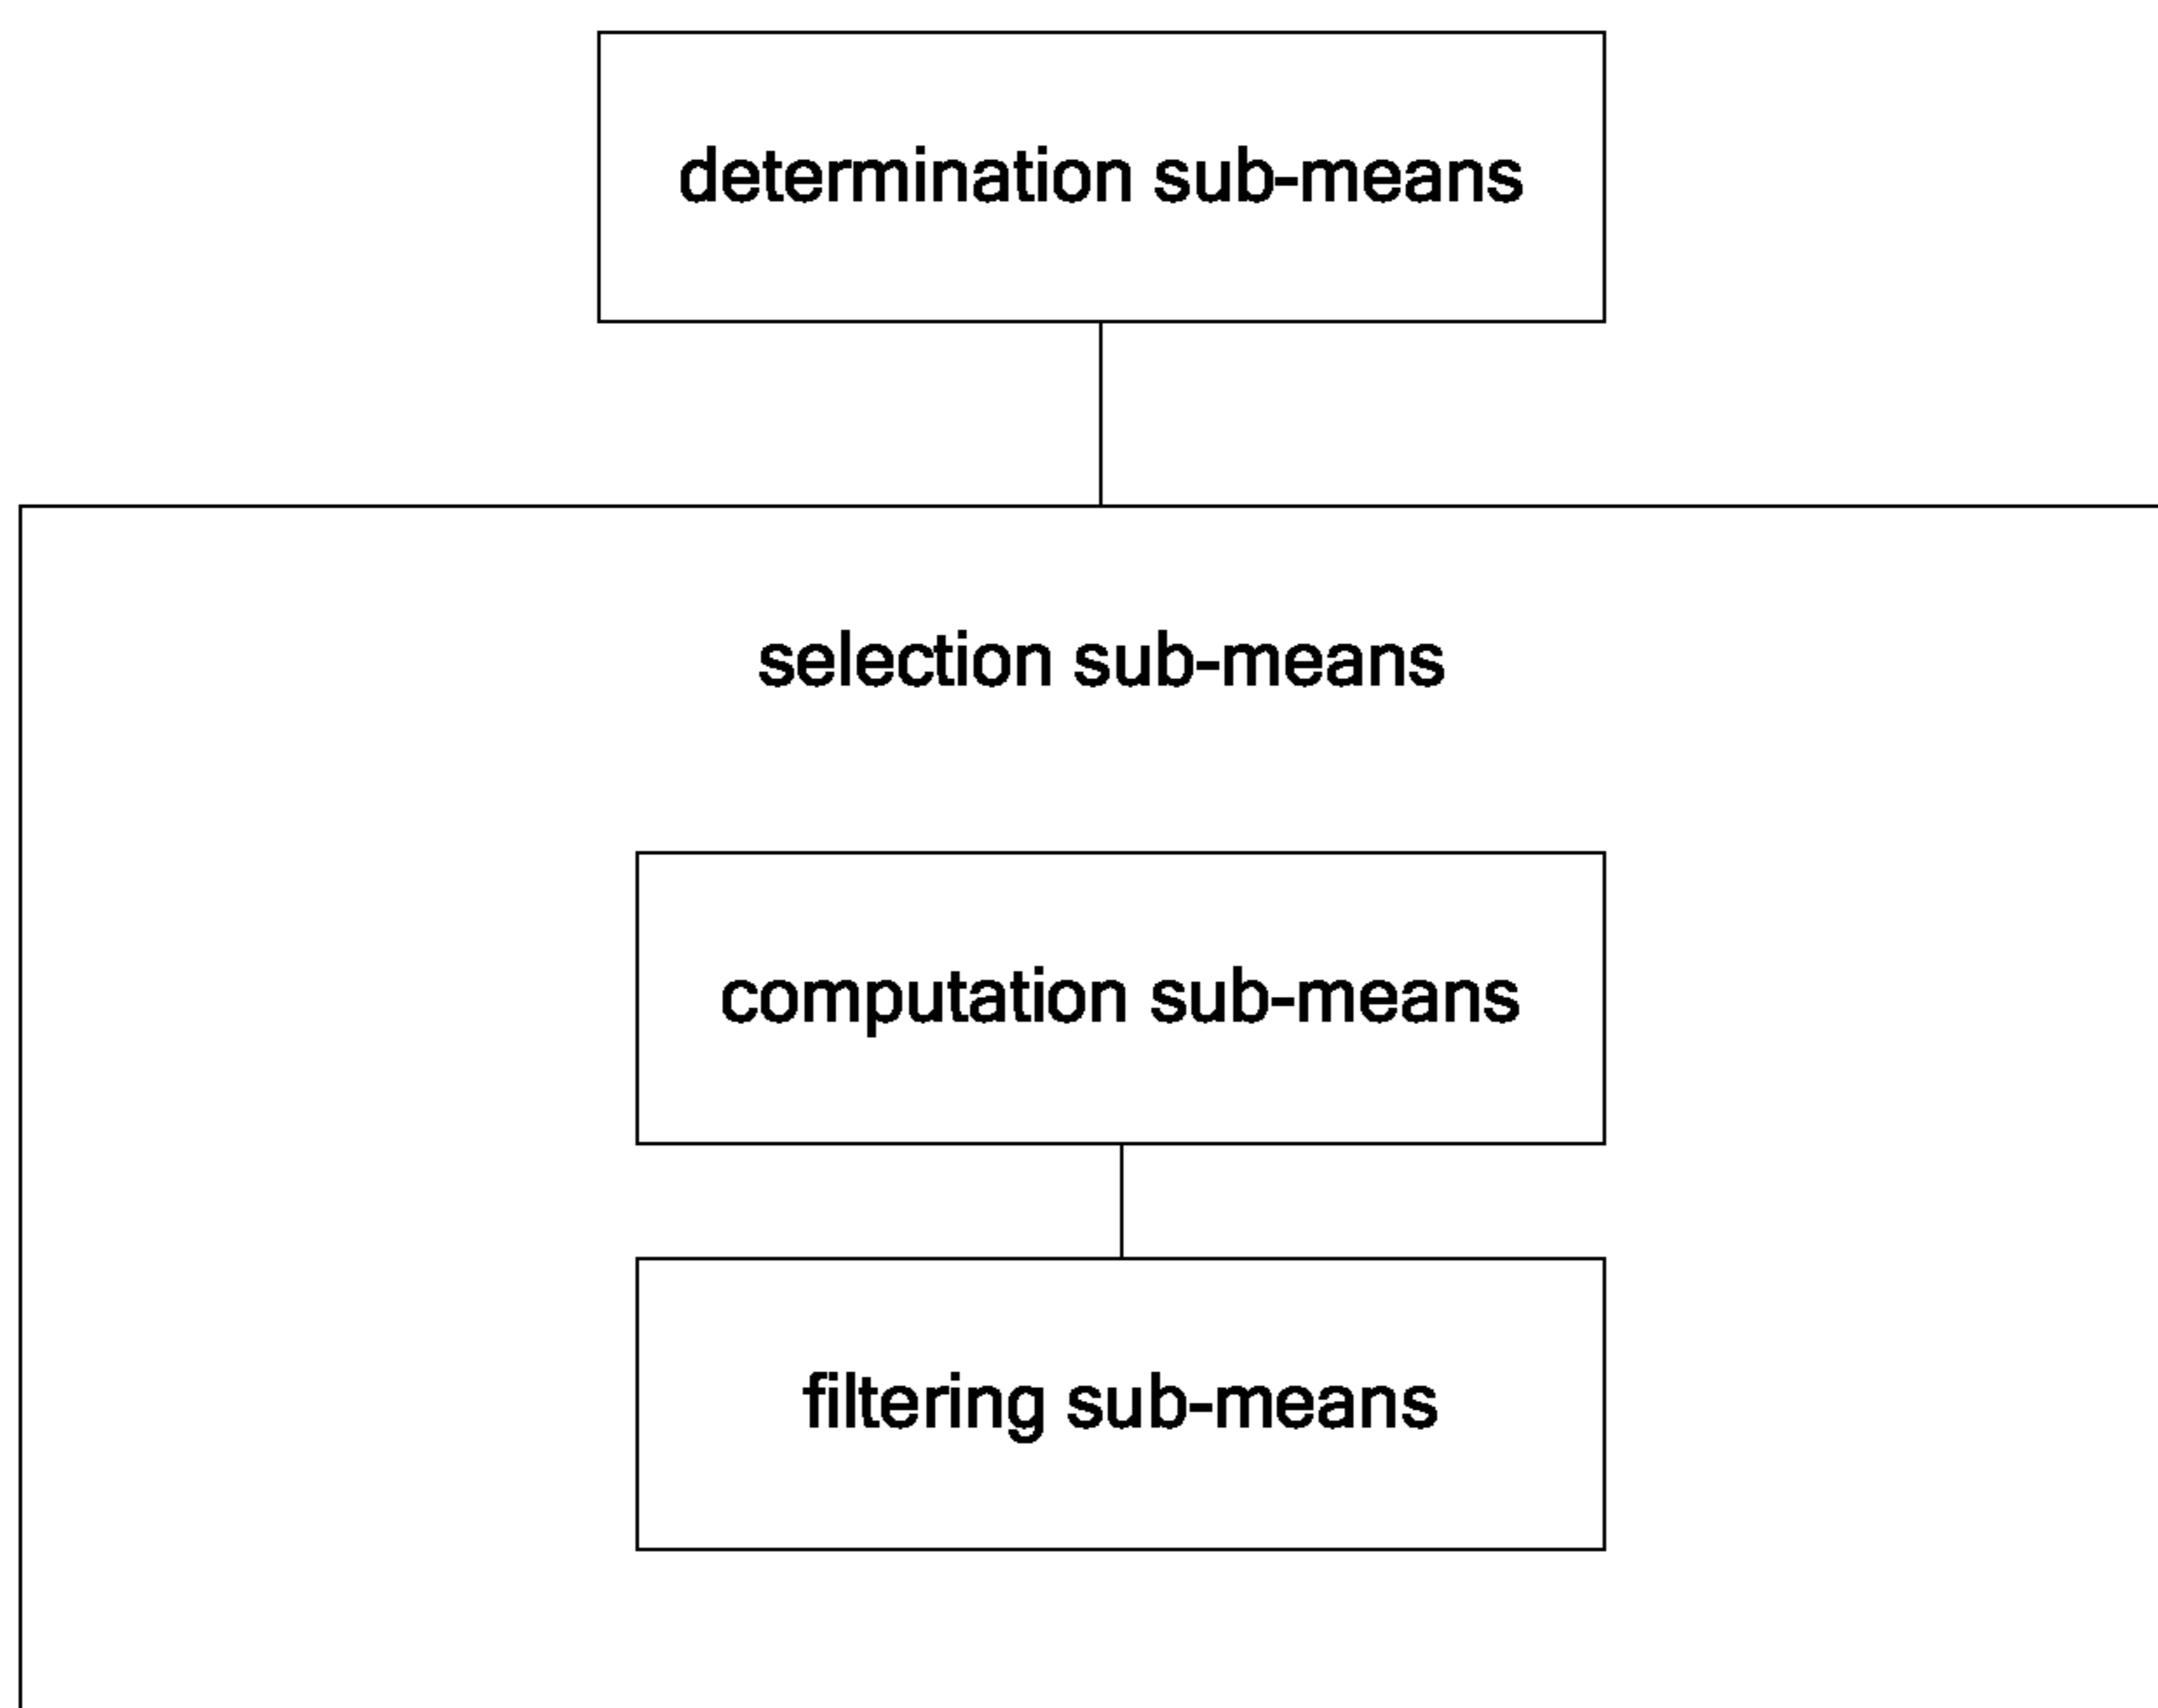 determination sub-means
selection sub-means
computation sub-means
filtering sub-means